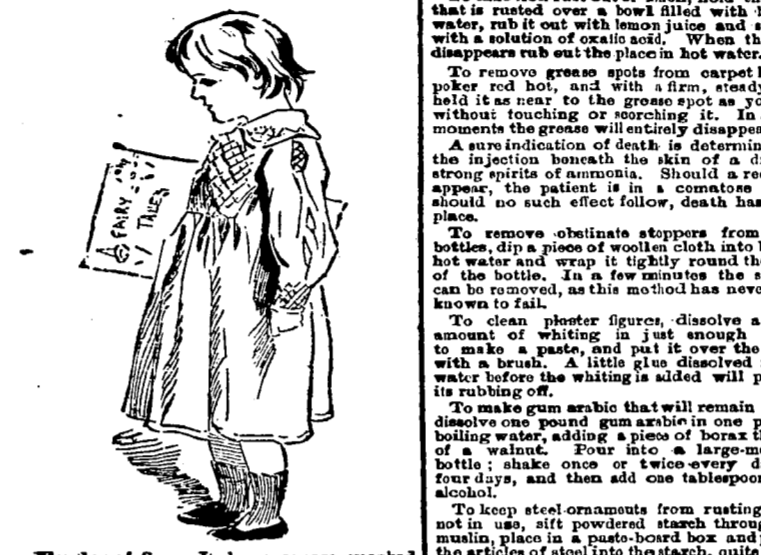 FAIRY
TALES
that is rusted over a bowl filled with
water, rub it out with lemon juice and
with a solution of oxalic acid. When th
disappears rub out the place in hot water.
To remove grease spots from carpet
poker red hot, and with a firm, steady
held it as near to the grease spot as yo
without touching or scorching it. In
moments the grease will entirely disappea
A sure indication of death is determin
the injection beneath the skin of a d
strong spirits of ammonia. Should a re
appear, the patient is in a comatose
should no such effect follow, death has
place.
To remove obstinate stoppers from
bottles, dip a piece of woollen cloth into
hot water and wrap it tightly round th
of the bottle. In a few minutes the s
can be removed, as this method has neve
known to fail.
To clean plaster figures, dissolve a
amount of whiting in just enough
to make a paste, and put it over the
with a brush. A little glue dissolved
water before the whiting is added will p
its rubbing off.
To make gum arabic that will remain
dissolve one pound gum arabic in one p
boiling water, adding a piece of borax t
of a walnut. Pour into a large-m
bottle ; shake once or twice every d
four days, and then add one tablespoon
alcohol.
To keep steel ornaments from rusting
not in use, sift powdered starch throug
muslin, place in a paste-board box and
the articles of steel into the starch, quite